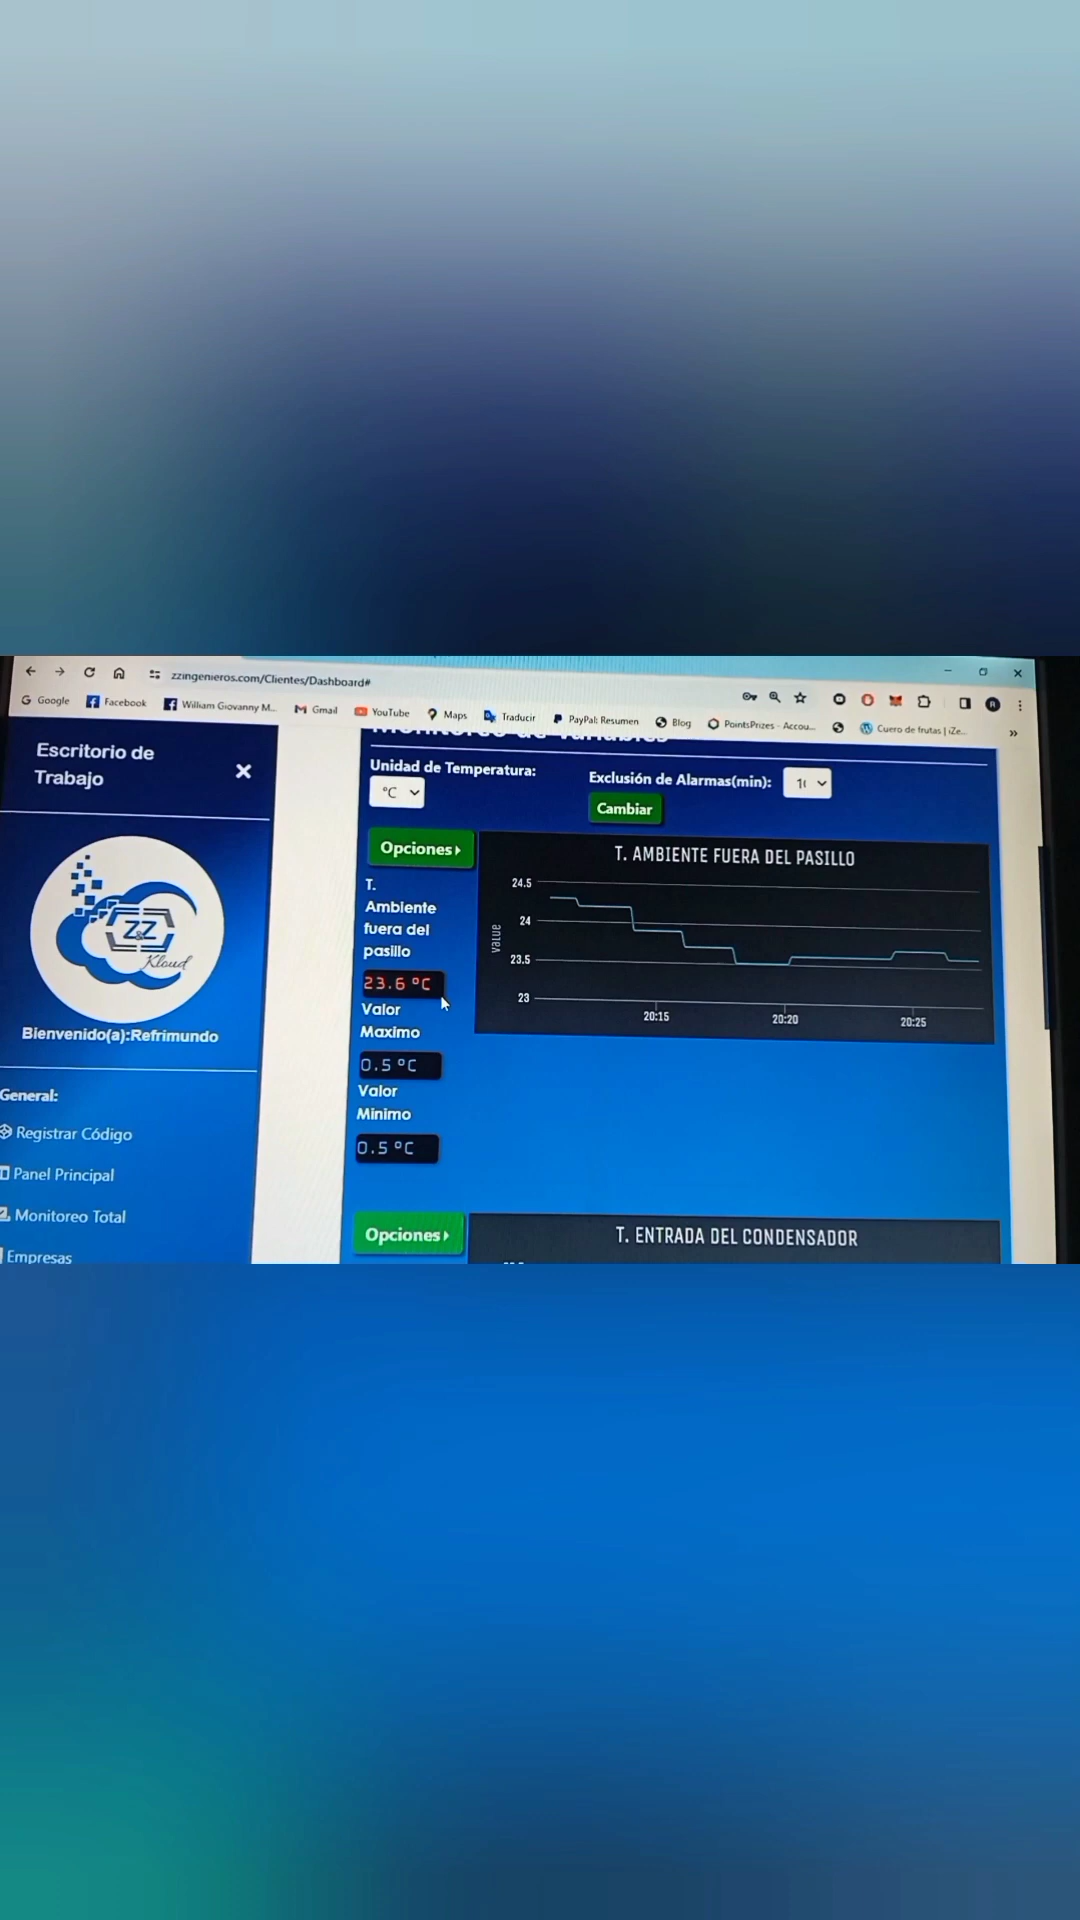 zzingenieros.com/Clientes/Dashboard#
Google Facebook William Giovanny M... Gmail YouTube Maps Traducir PayPal: Resumen Blog PointsPrizes - Accou... Cuero de frutas | iZe... »
Escritorio de
Trabajo
Z&Z
Kloud
Bienvenido(a):Refrimundo
General:
Registrar Código
Panel Principal
Monitoreo Total
Empresas
Monitoreo de Variables
Unidad de Temperatura:
°C
Exclusión de Alarmas(min):
Cambiar
Opciones
T.
Ambiente
fuera del
pasillo
23.6 °C
Valor
Maximo
0.5 °C
Valor
Minimo
0.5 °C
T. AMBIENTE FUERA DEL PASILLO
value
24.5
24
23.5
23
20:15 20:20 20:25
Opciones
T. ENTRADA DEL CONDENSADOR